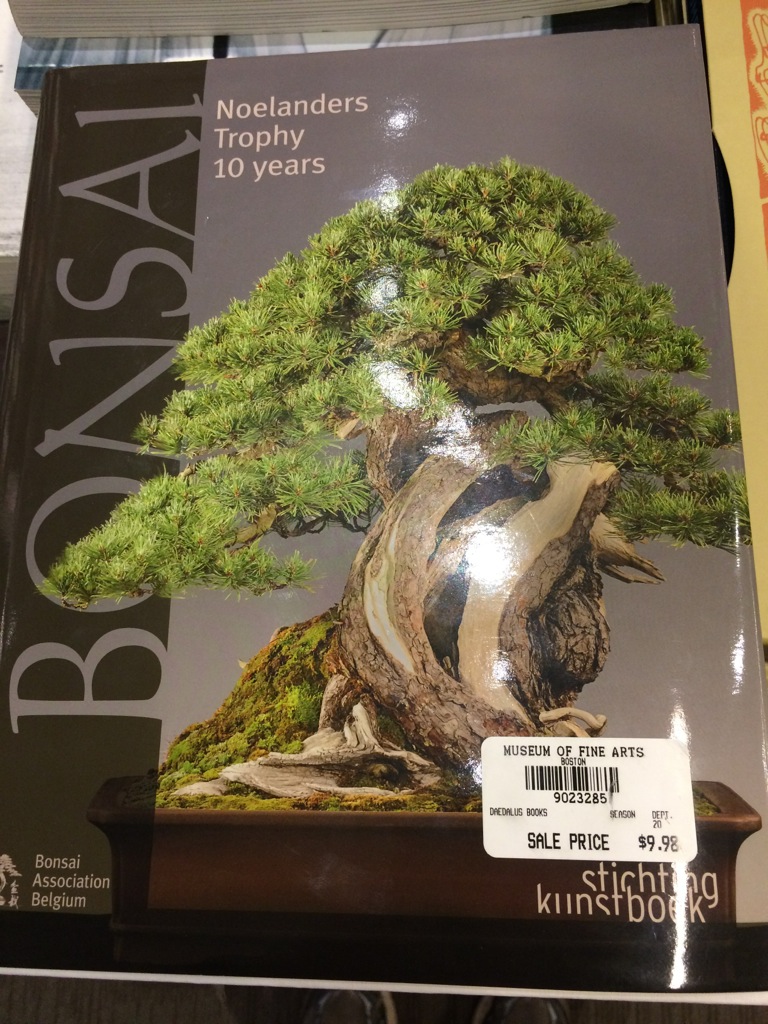 BONSAI
Noelanders
Trophy
10 years
MUSEUM OF FINE ARTS
BOSTON
9023285
DAEDALUS BOOKS SEASON DEPT.
20
SALE PRICE $9.98
Bonsai
Association
Belgium
stichting
kunstboek